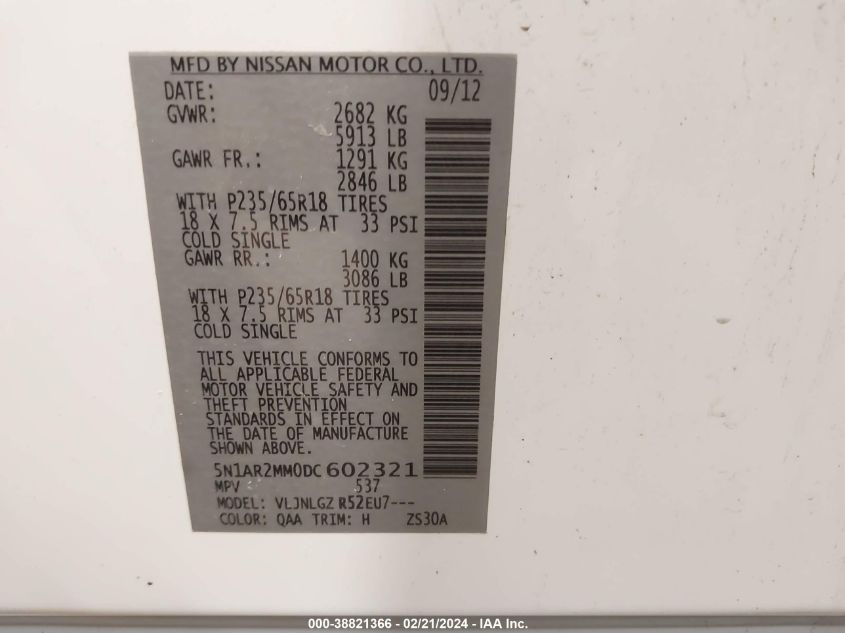 MFD BY NISSAN MOTOR CO., LTD.
DATE: 09/12
GVWR: 2682 KG
5913 LB
GAWR FR.: 1291 KG
2846 LB
WITH P235/65R18 TIRES
18 X 7.5 RIMS AT 33 PSI
COLD SINGLE
GAWR RR.: 1400 KG
3086 LB
WITH P235/65R18 TIRES
18 X 7.5 RIMS AT 33 PSI
COLD SINGLE
THIS VEHICLE CONFORMS TO
ALL APPLICABLE FEDERAL
MOTOR VEHICLE SAFETY AND
THEFT PREVENTION
STANDARDS IN EFFECT ON
THE DATE OF MANUFACTURE
SHOWN ABOVE.
5N1AR2MM0DC602321
MPV 537
MODEL: VLJNLGZ R52EU7---
COLOR: QAA TRIM: H ZS30A
000-38821366 - 02/21/2024 - IAA Inc.